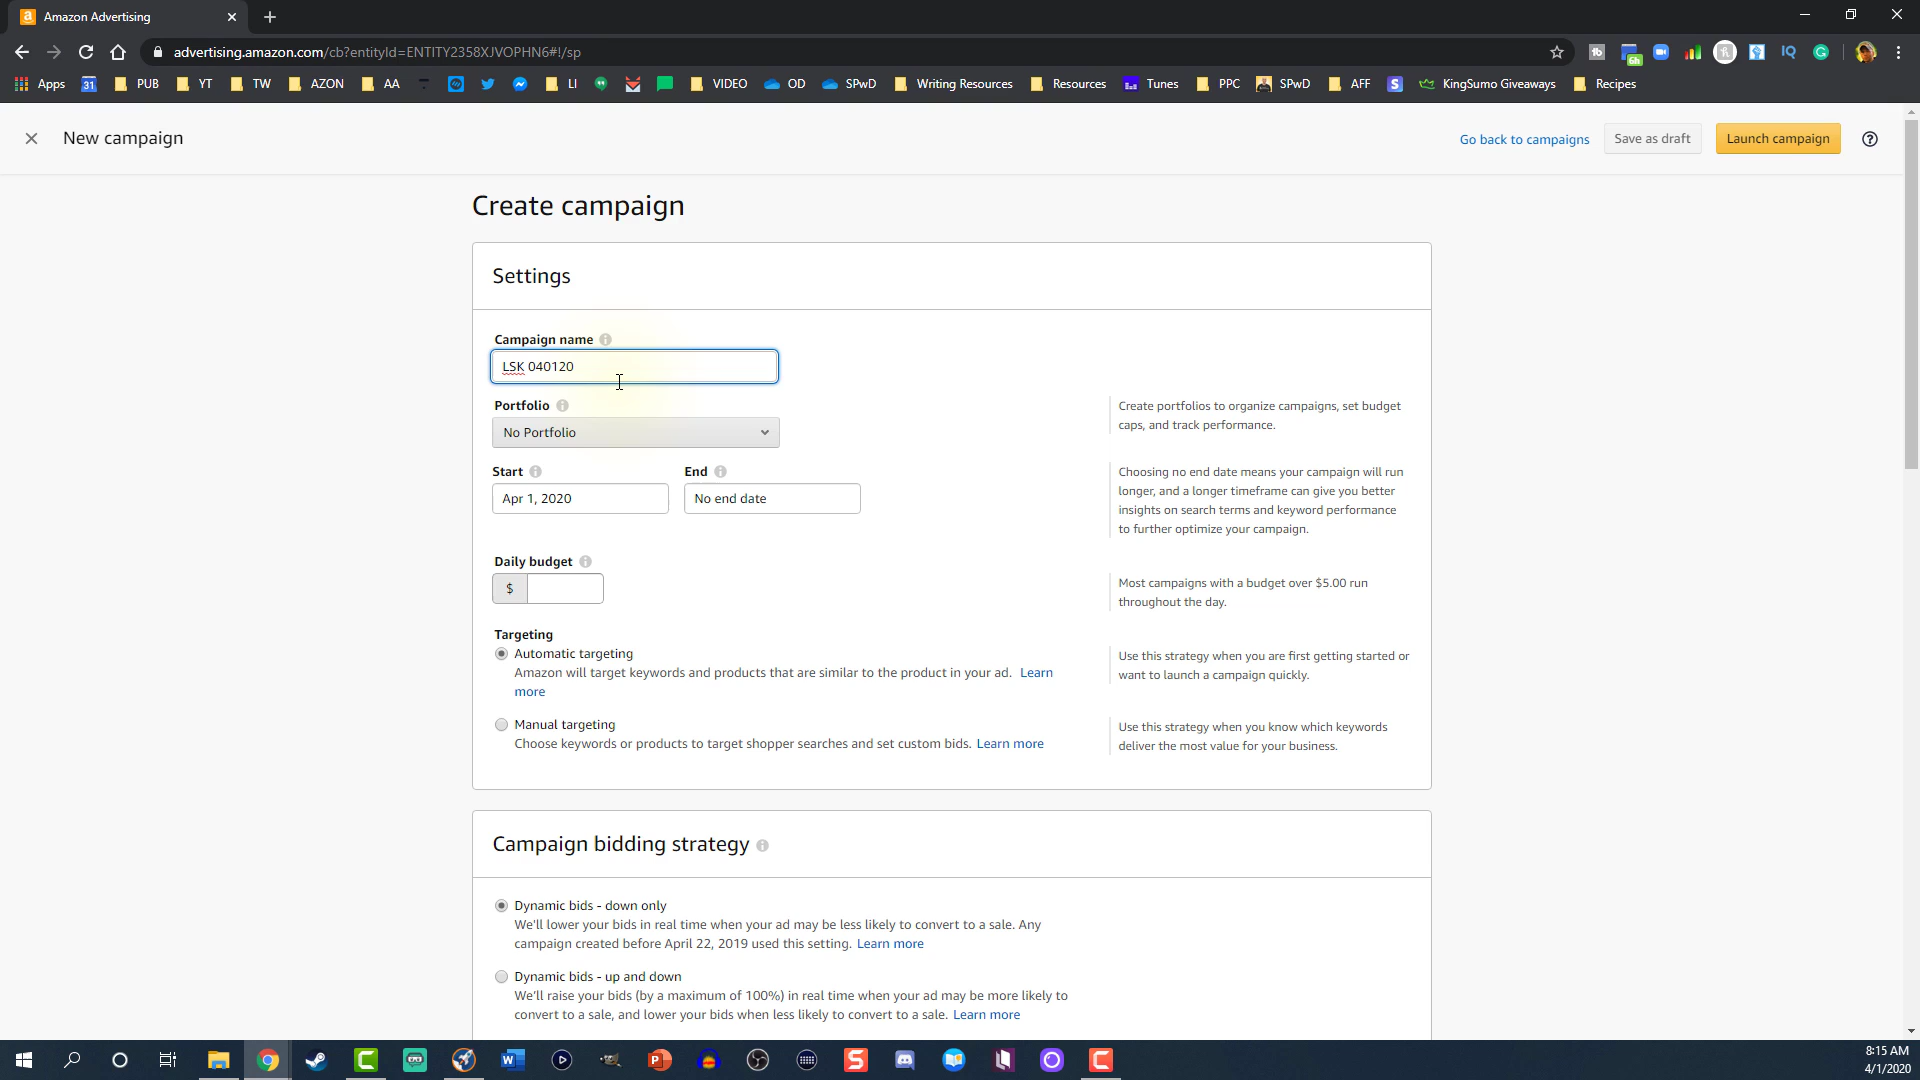 Amazon Advertising
advertising.amazon.com/cb?entityId=ENTITY2358XJVOPHN6#!/sp
Apps 31 PUB YT TW AZON AA LI VIDEO OD SPwD Writing Resources Resources Tunes PPC SPwD AFF KingSumo Giveaways Recipes
New campaign
Go back to campaigns
Save as draft
Launch campaign
Create campaign
Settings
Campaign name
LSK 040120
Portfolio
No Portfolio
Create portfolios to organize campaigns, set budget
caps, and track performance.
Start
End
Apr 1, 2020
No end date
Choosing no end date means your campaign will run
longer, and a longer timeframe can give you better
insights on search terms and keyword performance
to further optimize your campaign.
Daily budget
$
Most campaigns with a budget over $5.00 run
throughout the day.
Targeting
Automatic targeting
Amazon will target keywords and products that are similar to the product in your ad. Learn
more
Use this strategy when you are first getting started or
want to launch a campaign quickly.
Manual targeting
Choose keywords or products to target shopper searches and set custom bids. Learn more
Use this strategy when you know which keywords
deliver the most value for your business.
Campaign bidding strategy
Dynamic bids - down only
We'll lower your bids in real time when your ad may be less likely to convert to a sale. Any
campaign created before April 22, 2019 used this setting. Learn more
Dynamic bids - up and down
We'll raise your bids (by a maximum of 100%) in real time when your ad may be more likely to
convert to a sale, and lower your bids when less likely to convert to a sale. Learn more
8:15 AM
4/1/2020